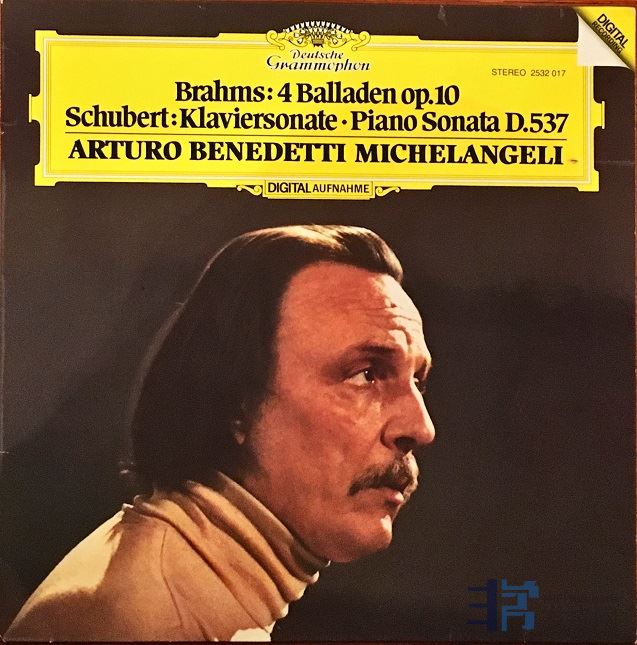 Deutsche
Grammophon
DIGITAL
RECORDING
STEREO 2532 017
Brahms: 4 Balladen op.10
Schubert: Klaviersonate · Piano Sonata D.537
ARTURO BENEDETTI MICHELANGELI
DIGITAL AUFNAHME